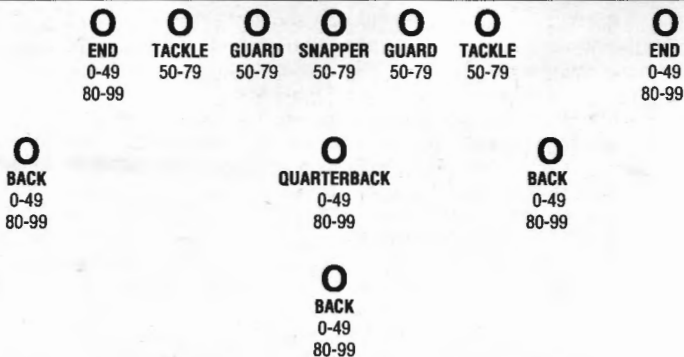 O O O O O O O
END TACKLE GUARD SNAPPER GUARD TACKLE END
0-49 50-79 50-79 50-79 50-79 50-79 0-49
80-99 80-99
O O O
BACK QUARTERBACK BACK
0-49 0-49 0-49
80-99 80-99 80-99
O
BACK
0-49
80-99